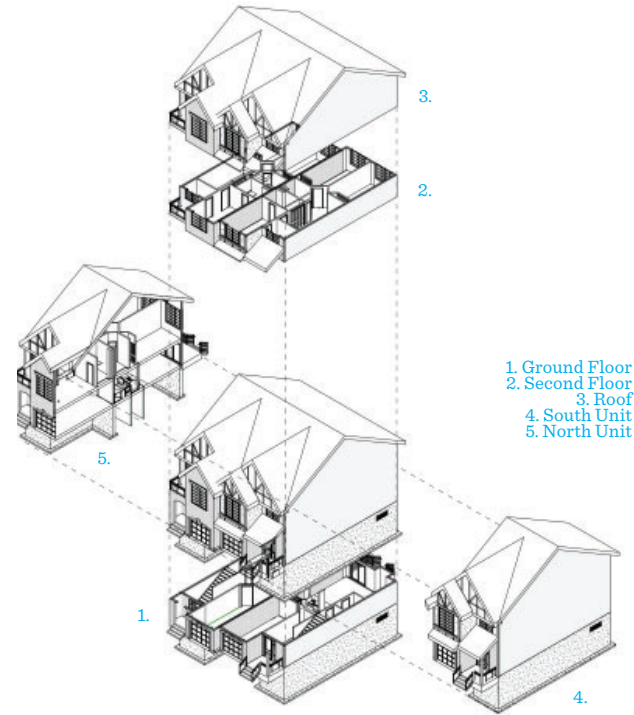 3.
2.
1. Ground Floor
2. Second Floor
3. Roof
4. South Unit
5. North Unit
5.
1.
4.